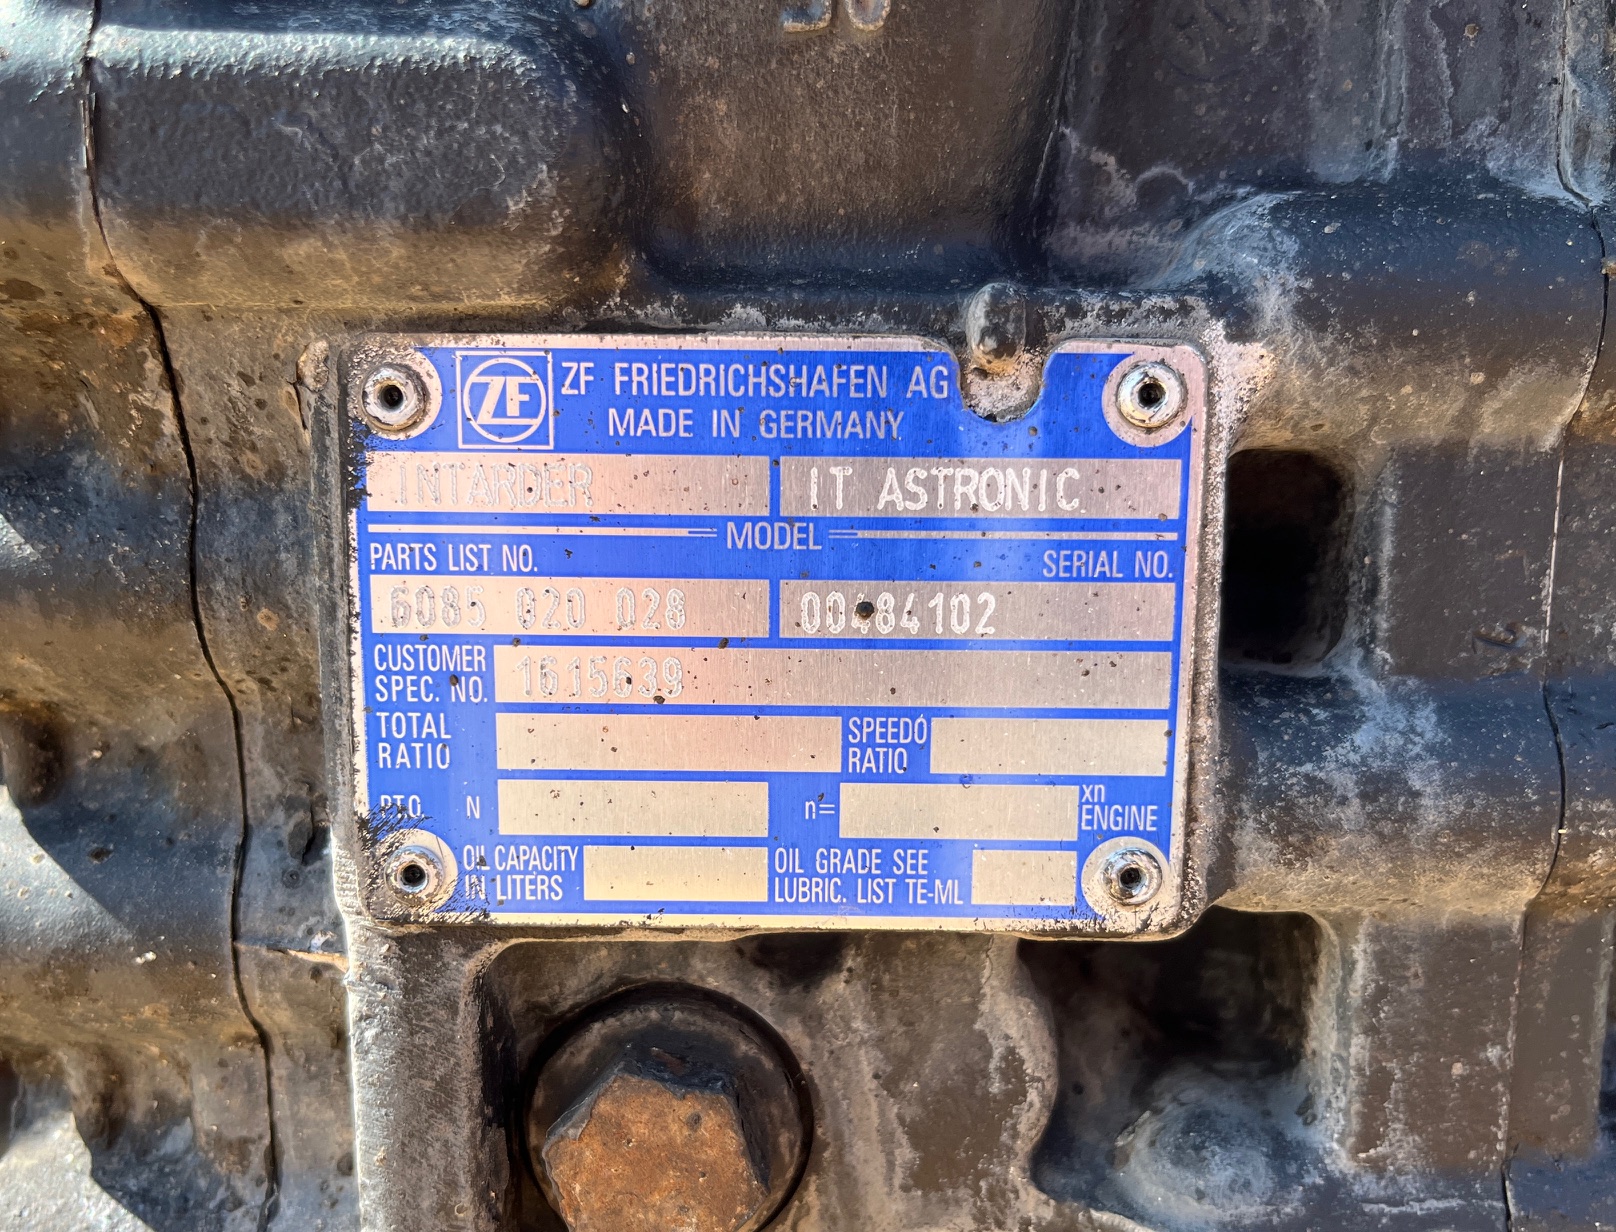 ZF ZF FRIEDRICHSHAFEN AG
MADE IN GERMANY
INTARDER IT ASTRONIC
MODEL
PARTS LIST NO. SERIAL NO.
6085 020 028 00484102
CUSTOMER
SPEC. NO. 1615639
TOTAL
RATIO
SPEEDO
RATIO
P.T.O. N n= xn
ENGINE
OIL CAPACITY
IN LITERS
OIL GRADE SEE
LUBRIC. LIST TE-ML